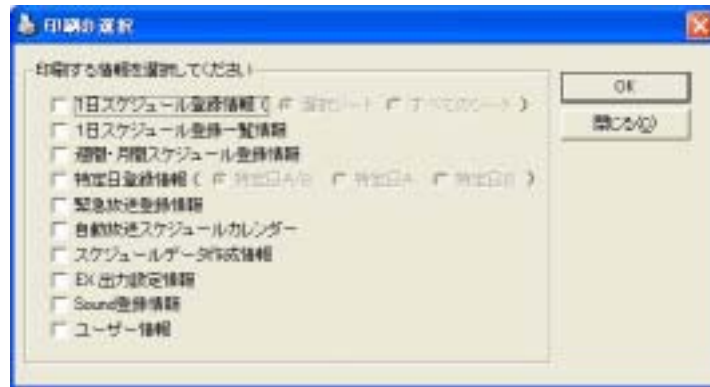 印刷の選択
印刷する情報を選択してください
1日スケジュール登録情報 ( 選択シート すべてのシート )
1日スケジュール登録一覧情報
週間・月間スケジュール登録情報
特定日登録情報 ( 特定日A/B 特定日A 特定日B )
緊急放送登録情報
自動放送スケジュールカレンダー
スケジュールデータ作成情報
EX出力設定情報
Sound登録情報
ユーザー情報
OK
閉じる(C)